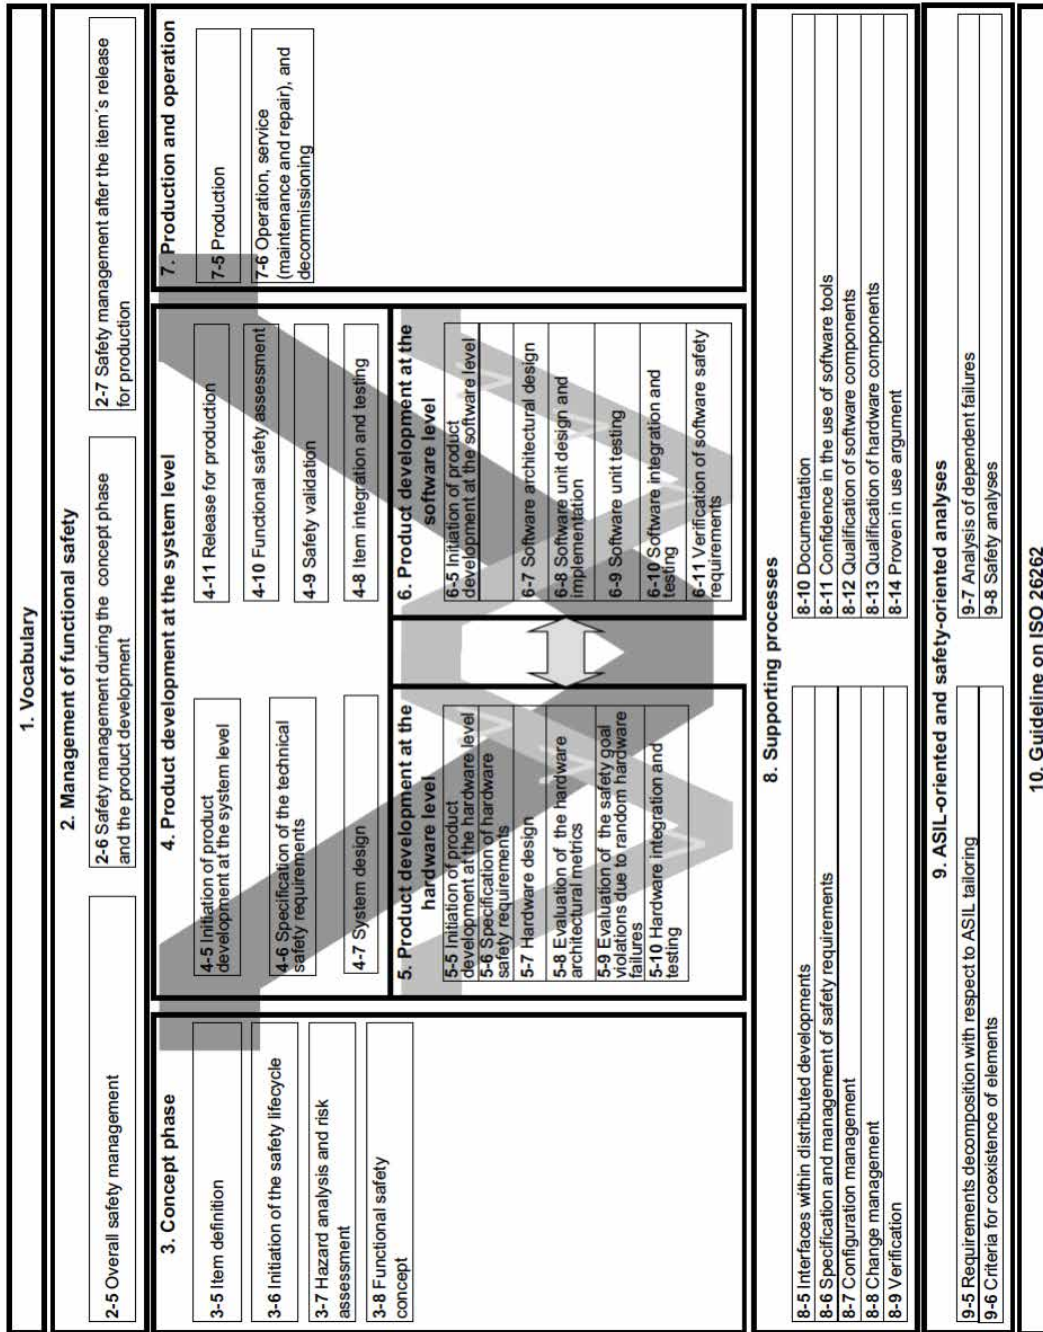 1. Vocabulary
2. Management of functional safety
2-5 Overall safety management
2-6 Safety management during the concept phase
and the product development
2-7 Safety management after the item´s release
for production
3. Concept phase
3-5 Item definition
3-6 Initiation of the safety lifecycle
3-7 Hazard analysis and risk
assessment
3-8 Functional safety
concept
4. Product development at the system level
4-5 Initiation of product
development at the system level
4-6 Specification of the technical
safety requirements
4-7 System design
4-11 Release for production
4-10 Functional safety assessment
4-9 Safety validation
4-8 Item integration and testing
7. Production and operation
7-5 Production
7-6 Operation, service
(maintenance and repair), and
decommissioning
5. Product development at the
hardware level
5-5 Initiation of product
development at the hardware level
5-6 Specification of hardware
safety requirements
5-7 Hardware design
5-8 Evaluation of the hardware
architectural metrics
5-9 Evaluation of the safety goal
violations due to random hardware
failures
5-10 Hardware integration and
testing
6. Product development at the
software level
6-5 Initiation of product
development at the software level
6-7 Software architectural design
6-8 Software unit design and
implementation
6-9 Software unit testing
6-10 Software integration and
testing
6-11 Verification of software safety
requirements
8. Supporting processes
8-5 Interfaces within distributed developments
8-6 Specification and management of safety requirements
8-7 Configuration management
8-8 Change management
8-9 Verification
8-10 Documentation
8-11 Confidence in the use of software tools
8-12 Qualification of software components
8-13 Qualification of hardware components
8-14 Proven in use argument
9. ASIL-oriented and safety-oriented analyses
9-5 Requirements decomposition with respect to ASIL tailoring
9-6 Criteria for coexistence of elements
9-7 Analysis of dependent failures
9-8 Safety analyses
10. Guideline on ISO 26262